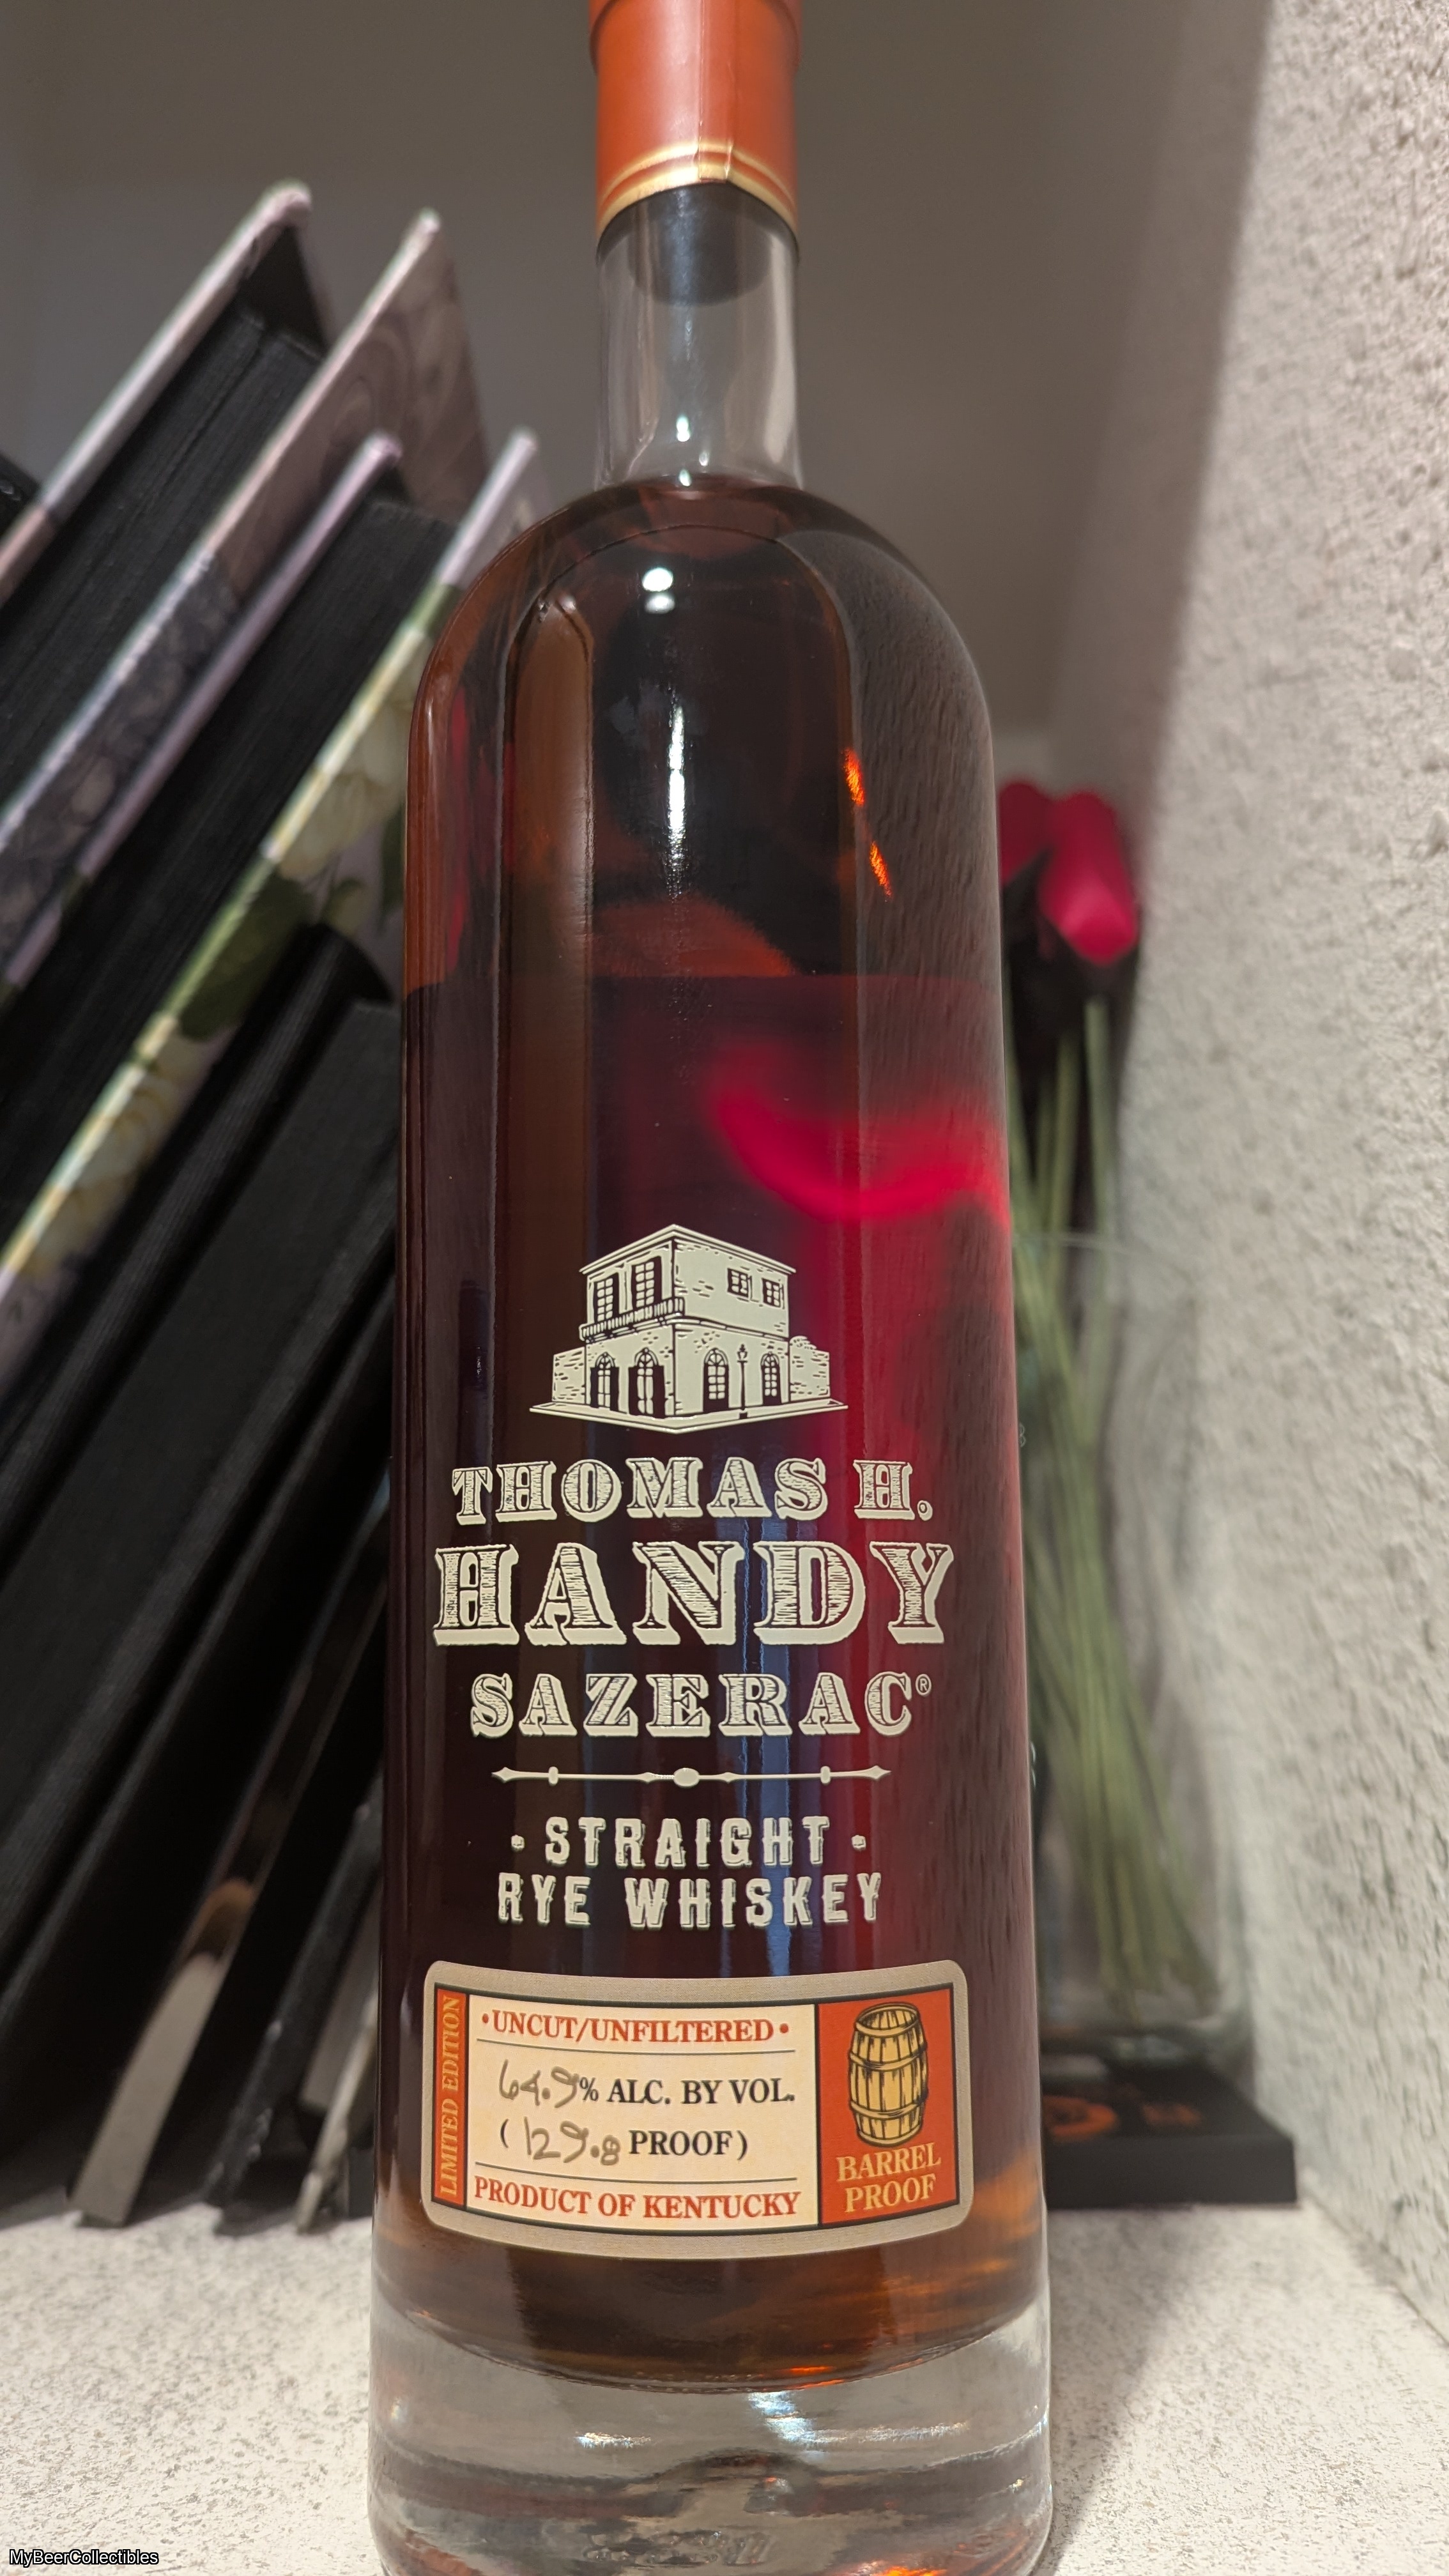 THOMAS H.
HANDY
SAZERAC®
· STRAIGHT ·
RYE WHISKEY
LIMITED EDITION
• UNCUT/UNFILTERED •
64.9% ALC. BY VOL.
(129.8 PROOF)
PRODUCT OF KENTUCKY
BARREL
PROOF
MyBeerCollectibles